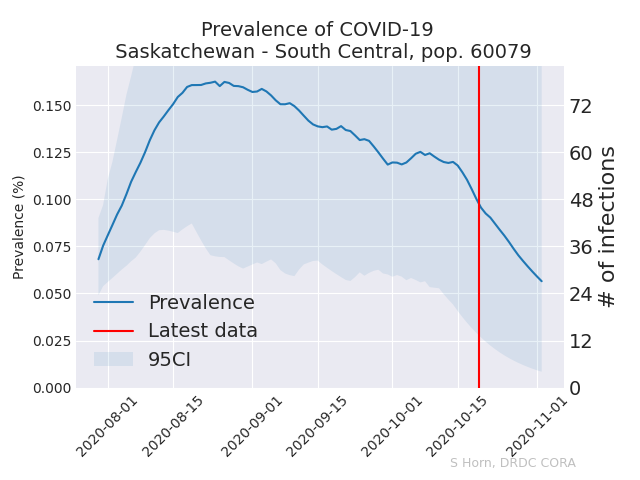 Prevalence of COVID-19
Saskatchewan - South Central, pop. 60079
Prevalence (%)
0.150
0.125
0.100
0.075
0.050
0.025
0.000
72
60
48
36
24
12
0
# of infections
Prevalence
Latest data
95CI
2020-08-01
2020-08-15
2020-09-01
2020-09-15
2020-10-01
2020-10-15
2020-11-01
S Horn, DRDC CORA